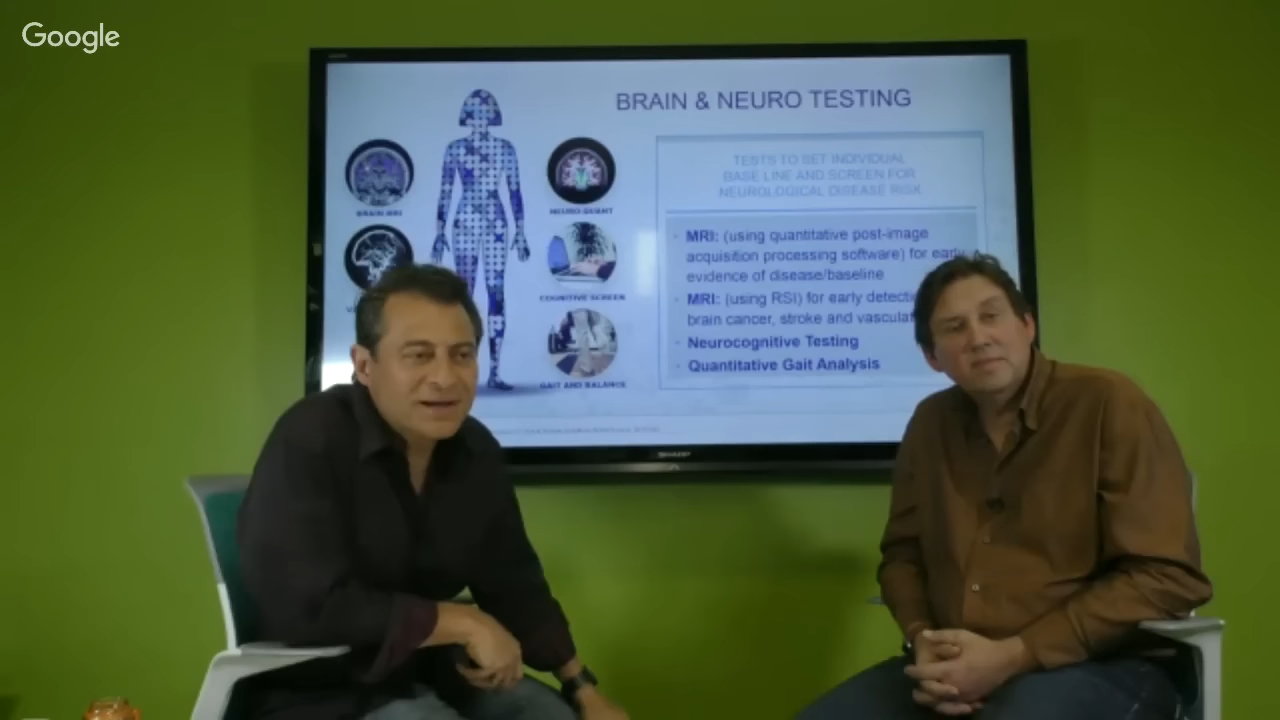 Google
BRAIN & NEURO TESTING
TESTS TO SET INDIVIDUAL
BASE LINE AND SCREEN FOR
NEUROLOGICAL DISEASE RISK
BRAIN MRI
NEURO-QUANT
COGNITIVE SCREEN
GAIT AND BALANCE
· MRI: (using quantitative post-image
acquisition processing software) for early
evidence of disease/baseline
· MRI: (using RSI) for early detectio
brain cancer, stroke and vascular
· Neurocognitive Testing
· Quantitative Gait Analysis
SHARP